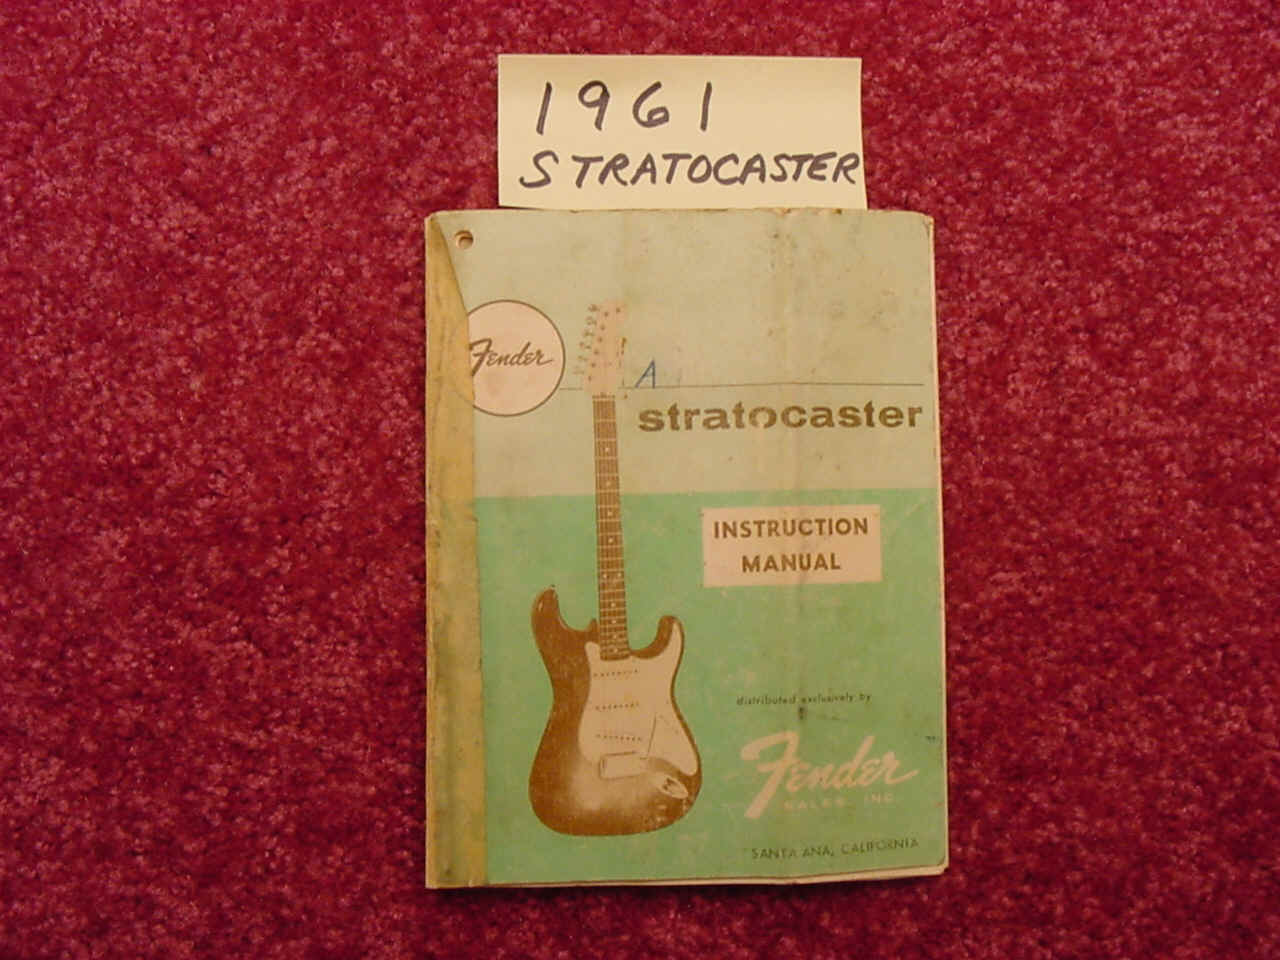 1961
STRATOCASTER
Fender
A
stratocaster
INSTRUCTION
MANUAL
distributed exclusively by
Fender
SALES, INC.
SANTA ANA, CALIFORNIA